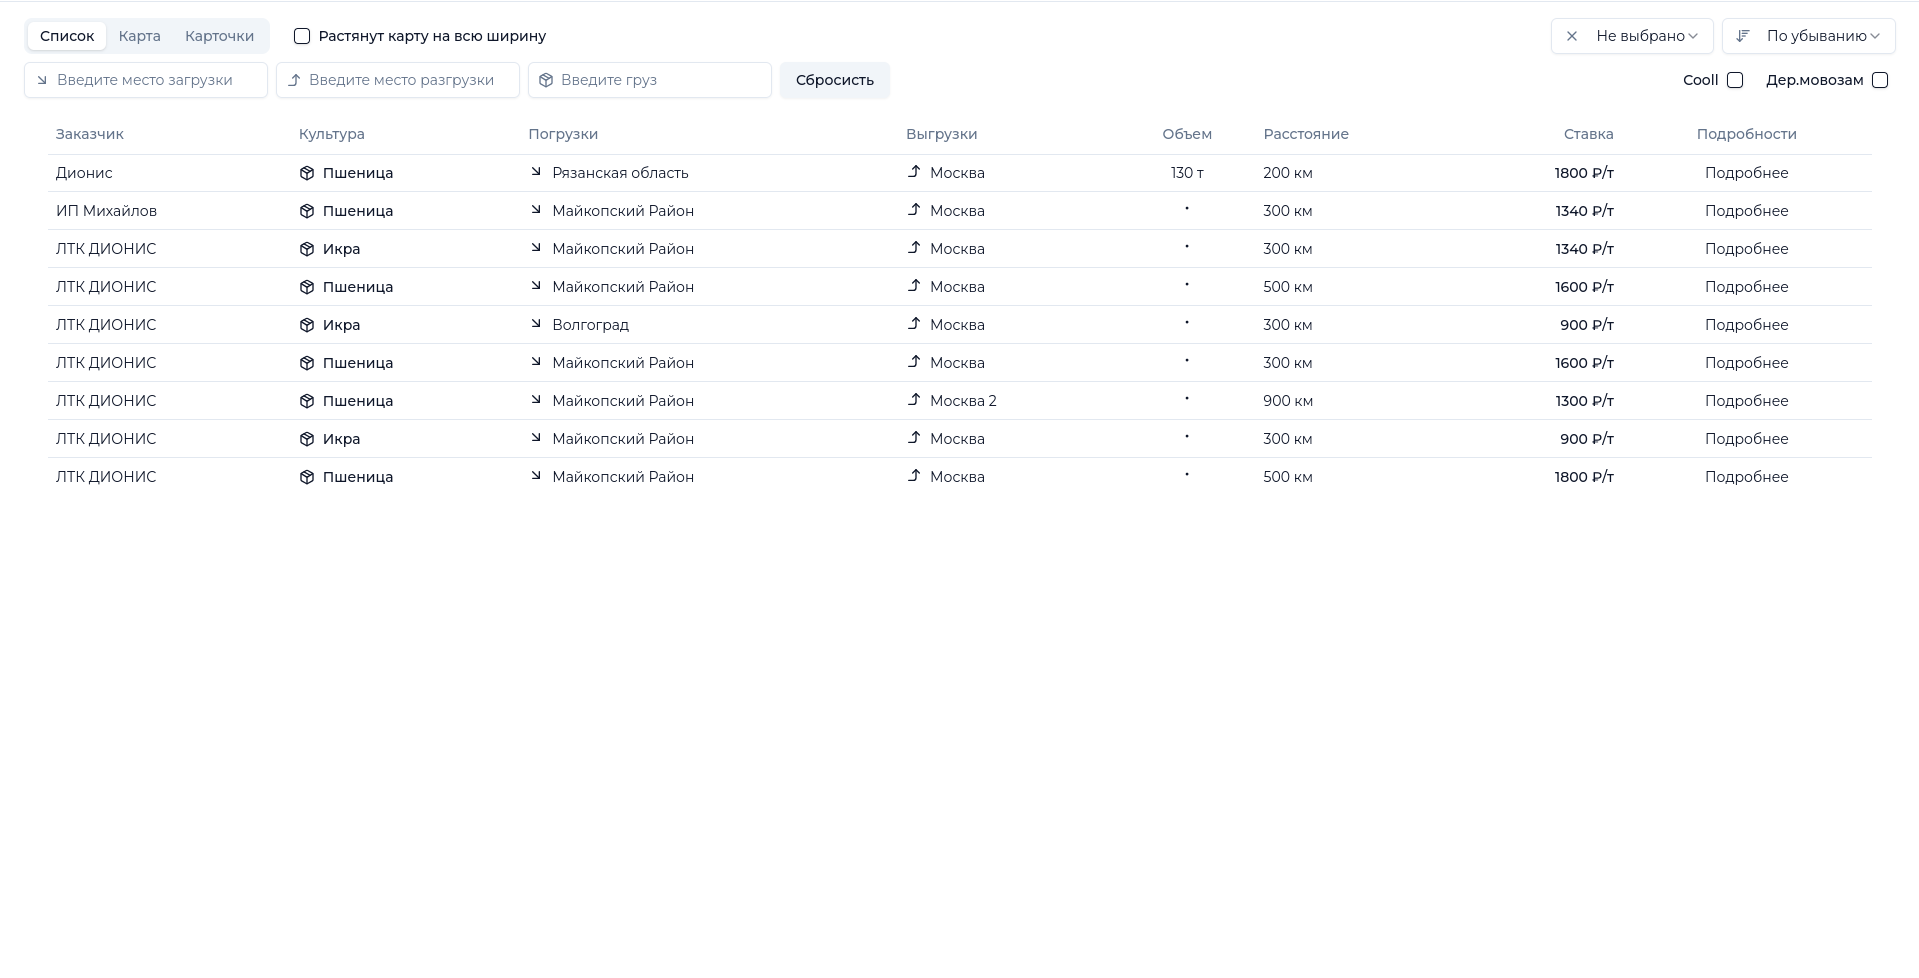 Список Карта Карточки Растянут карту на всю ширину Не выбрано По убыванию
Введите место загрузки Введите место разгрузки Введите груз Сбросисть Cooll Дер.мовозам
Заказчик Культура Погрузки Выгрузки Объем Расстояние Ставка Подробности
Дионис Пшеница Рязанская область Москва 130 т 200 км 1800 ₽/т Подробнее
ИП Михайлов Пшеница Майкопский Район Москва 300 км 1340 ₽/т Подробнее
ЛТК ДИОНИС Икра Майкопский Район Москва 300 км 1340 ₽/т Подробнее
ЛТК ДИОНИС Пшеница Майкопский Район Москва 500 км 1600 ₽/т Подробнее
ЛТК ДИОНИС Икра Волгоград Москва 300 км 900 ₽/т Подробнее
ЛТК ДИОНИС Пшеница Майкопский Район Москва 300 км 1600 ₽/т Подробнее
ЛТК ДИОНИС Пшеница Майкопский Район Москва 2 900 км 1300 ₽/т Подробнее
ЛТК ДИОНИС Икра Майкопский Район Москва 300 км 900 ₽/т Подробнее
ЛТК ДИОНИС Пшеница Майкопский Район Москва 500 км 1800 ₽/т Подробнее